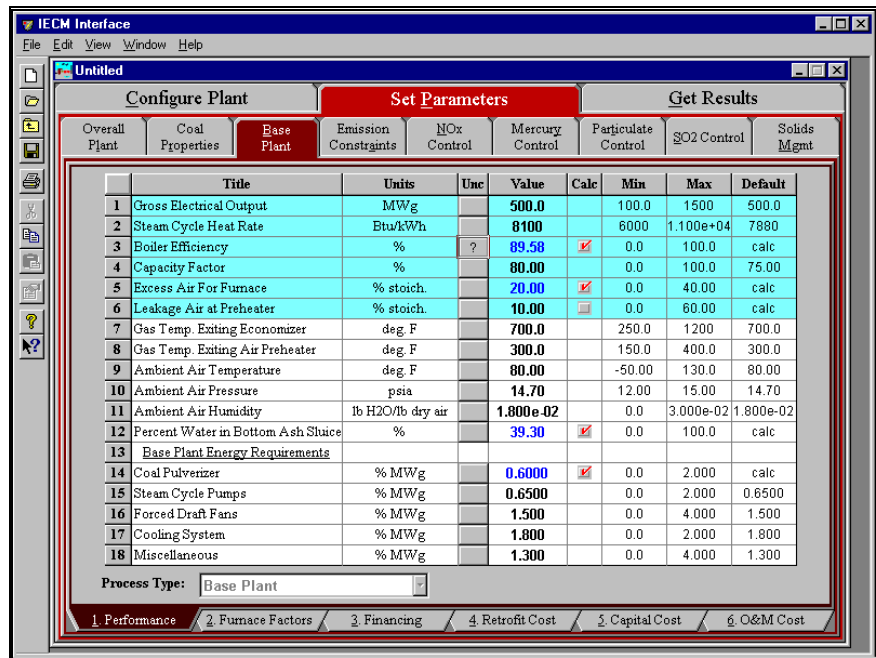 IECM Interface
File Edit View Window Help
Untitled
Configure Plant Set Parameters Get Results
Overall Plant Coal Properties Base Plant Emission Constraints NOx Control Mercury Control Particulate Control SO2 Control Solids Mgmt
Title Units Unc Value Calc Min Max Default
1 Gross Electrical Output MWg 500.0 100.0 1500 500.0
2 Steam Cycle Heat Rate Btu/kWh 8100 6000 1.100e+04 7880
3 Boiler Efficiency % ? 89.58 0.0 100.0 calc
4 Capacity Factor % 80.00 0.0 100.0 75.00
5 Excess Air For Furnace % stoich. 20.00 0.0 40.00 calc
6 Leakage Air at Preheater % stoich. 10.00 0.0 60.00 calc
7 Gas Temp. Exiting Economizer deg. F 700.0 250.0 1200 700.0
8 Gas Temp. Exiting Air Preheater deg. F 300.0 150.0 400.0 300.0
9 Ambient Air Temperature deg. F 80.00 -50.00 130.0 80.00
10 Ambient Air Pressure psia 14.70 12.00 15.00 14.70
11 Ambient Air Humidity lb H2O/lb dry air 1.800e-02 0.0 3.000e-02 1.800e-02
12 Percent Water in Bottom Ash Sluice % 39.30 0.0 100.0 calc
13 Base Plant Energy Requirements
14 Coal Pulverizer % MWg 0.6000 0.0 2.000 calc
15 Steam Cycle Pumps % MWg 0.6500 0.0 2.000 0.6500
16 Forced Draft Fans % MWg 1.500 0.0 4.000 1.500
17 Cooling System % MWg 1.800 0.0 2.000 1.800
18 Miscellaneous % MWg 1.300 0.0 4.000 1.300
Process Type: Base Plant
1. Performance 2. Furnace Factors 3. Financing 4. Retrofit Cost 5. Capital Cost 6. O&M Cost